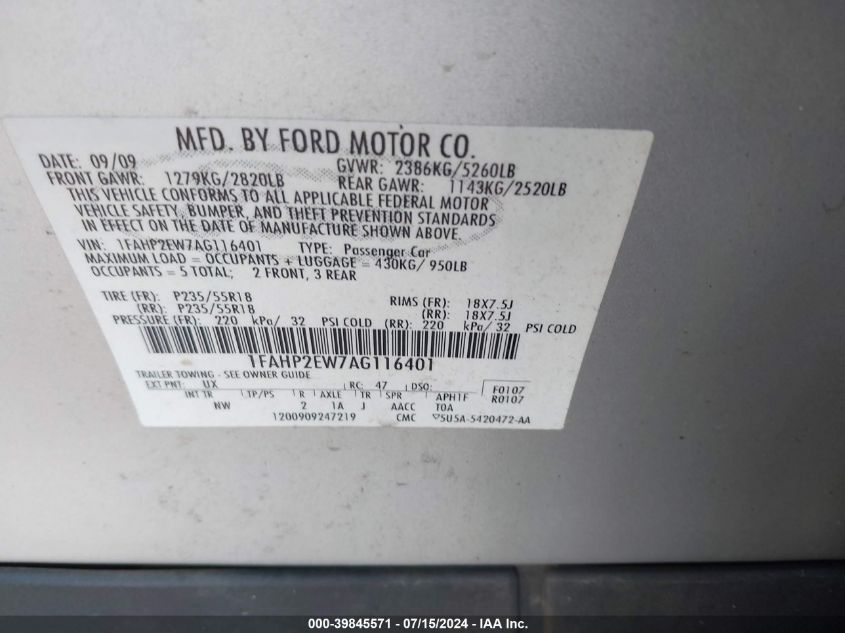 MFD. BY FORD MOTOR CO.
DATE: 09/09 GVWR: 2386KG/5260LB
FRONT GAWR: 1279KG/2820LB REAR GAWR: 1143KG/2520LB
THIS VEHICLE CONFORMS TO ALL APPLICABLE FEDERAL MOTOR
VEHICLE SAFETY, BUMPER, AND THEFT PREVENTION STANDARDS
IN EFFECT ON THE DATE OF MANUFACTURE SHOWN ABOVE.
VIN: 1FAHP2EW7AG116401 TYPE: Passenger Car
MAXIMUM LOAD = OCCUPANTS + LUGGAGE = 430KG/ 950LB
OCCUPANTS = 5 TOTAL; 2 FRONT, 3 REAR
TIRE (FR): P235/55R18 RIMS (FR): 18X7.5J
(RR): P235/55R18 (RR): 18X7.5J
PRESSURE (FR): 220 kPa/ 32 PSI COLD (RR): 220 kPa/ 32 PSI COLD
1FAHP2EW7AG116401
TRAILER TOWING - SEE OWNER GUIDE
EXT PNT: UX RC: 47 DSO: F0107
INT TR TP/PS R AXLE TR SPR APH1F R0107
NW 2 1A J AACC TOA
1200909247219 CMC 5U5A-5420472-AA
000-39845571 - 07/15/2024 - IAA Inc.